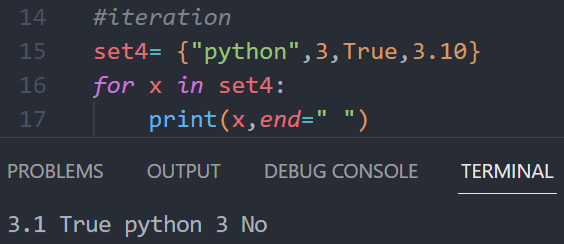 14 #iteration
15 set4= {"python",3,True,3.10}
16 for x in set4:
17 print(x,end=" ")
PROBLEMS OUTPUT DEBUG CONSOLE TERMINAL
3.1 True python 3 No